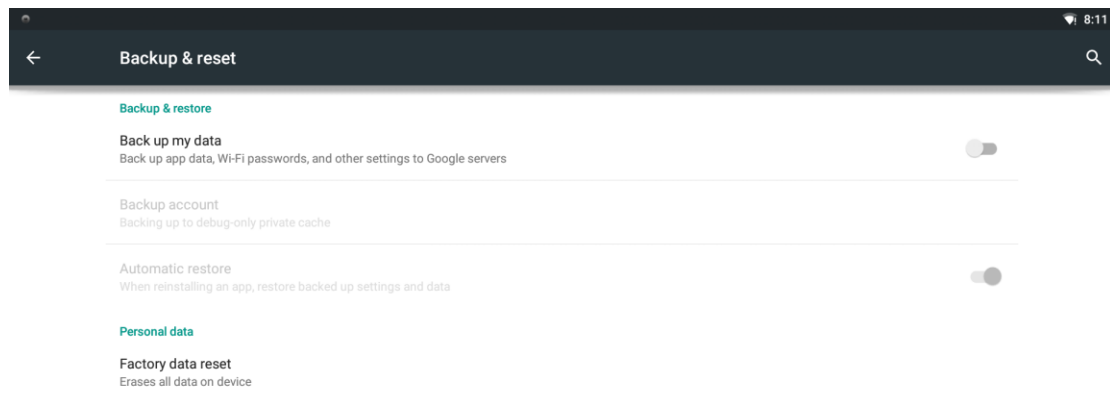 8:11
Backup & reset
Backup & restore
Back up my data
Back up app data, Wi-Fi passwords, and other settings to Google servers
Backup account
Backing up to debug-only private cache
Automatic restore
When reinstalling an app, restore backed up settings and data
Personal data
Factory data reset
Erases all data on device